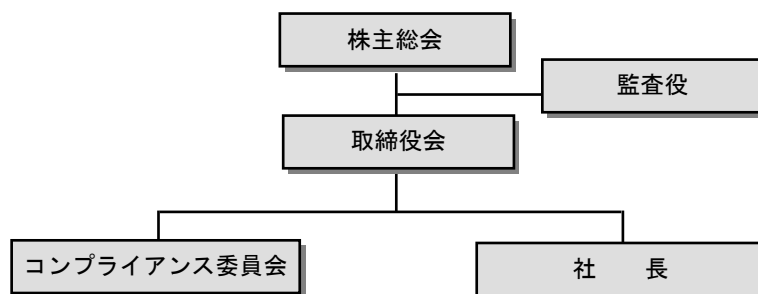 株主総会
監査役
取締役会
コンプライアンス委員会
社　　長